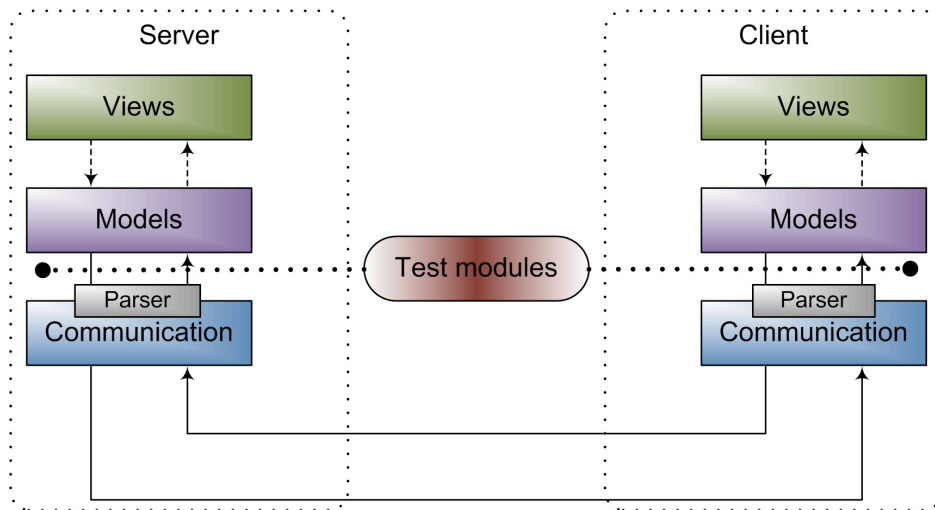 Server
Client
Views
Views
Models
Models
Test modules
Parser
Parser
Communication
Communication